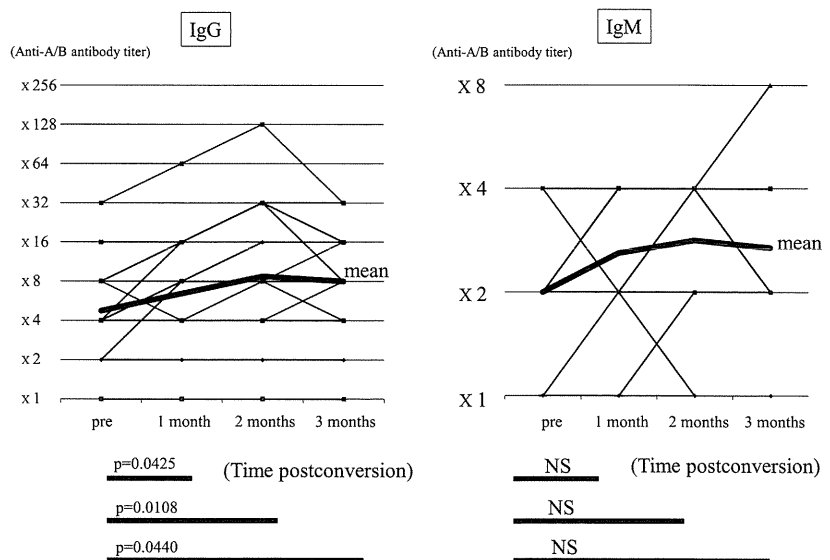 IgG
(Anti-A/B antibody titer)
x 256
x 128
x 64
x 32
x 16
x 8
x 4
x 2
x 1
mean
pre 1 month 2 months 3 months
p=0.0425
(Time postconversion)
p=0.0108
p=0.0440
IgM
(Anti-A/B antibody titer)
X 8
X 4
X 2
X 1
mean
pre 1 month 2 months 3 months
NS
(Time postconversion)
NS
NS